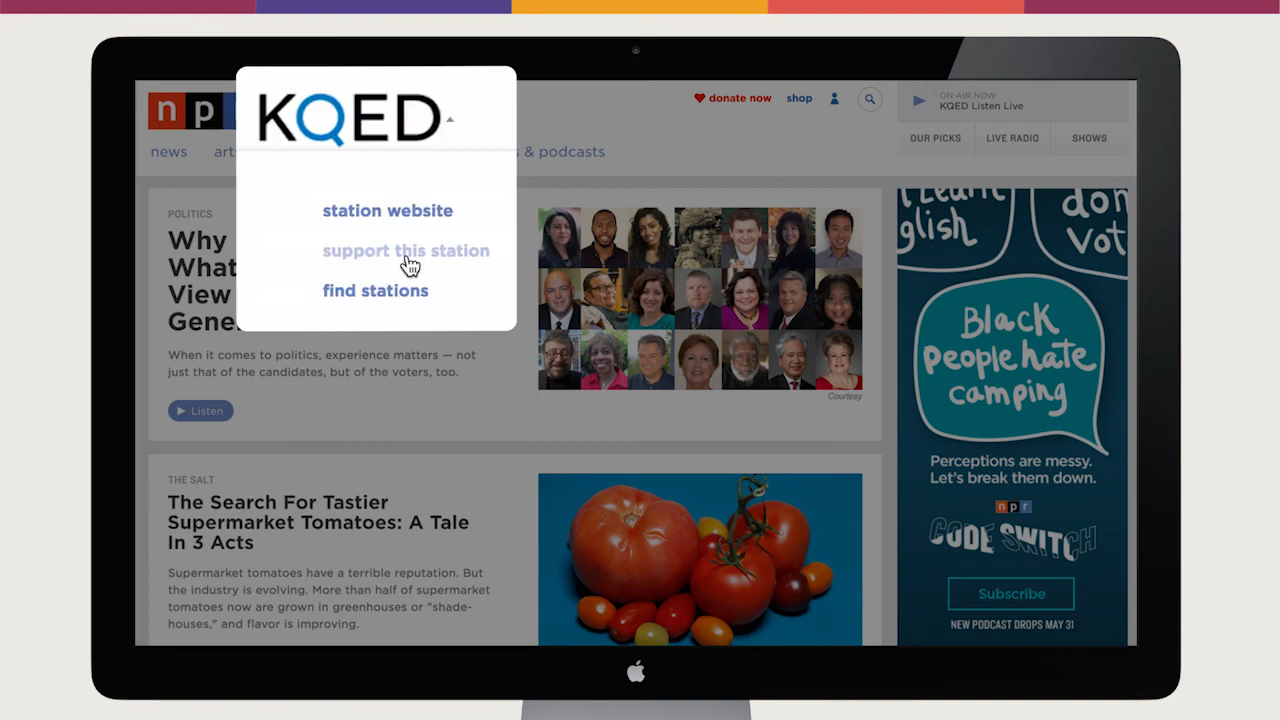 npr
KQED
donate now
shop
ON AIR NOW
KQED Listen Live
news
& podcasts
OUR PICKS
LIVE RADIO
SHOWS
station website
support this station
find stations
POLITICS
Why
What
View
Gene
When it comes to politics, experience matters — not
just that of the candidates, but of the voters, too.
Listen
Courtesy
THE SALT
The Search For Tastier
Supermarket Tomatoes: A Tale
In 3 Acts
Supermarket tomatoes have a terrible reputation. But
the industry is evolving. More than half of supermarket
tomatoes now are grown in greenhouses or "shade-
houses," and flavor is improving.
glish
don
vot
Black
people hate
camping
Perceptions are messy.
Let's break them down.
npr
CODE SWITCH
Subscribe
NEW PODCAST DROPS MAY 31